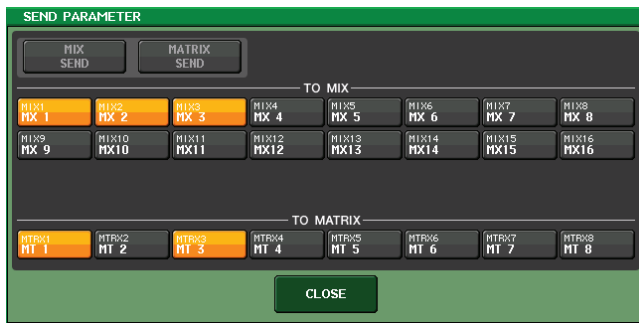 SEND PARAMETER
MIX SEND
MATRIX SEND
TO MIX
MIX1 MIX2 MIX3 MIX4 MIX5 MIX6 MIX7 MIX8
MX 1 MX 2 MX 3 MX 4 MX 5 MX 6 MX 7 MX 8
MIX9 MIX10 MIX11 MIX12 MIX13 MIX14 MIX15 MIX16
MX 9 MX10 MX11 MX12 MX13 MX14 MX15 MX16
TO MATRIX
MTRX1 MTRX2 MTRX3 MTRX4 MTRX5 MTRX6 MTRX7 MTRX8
MT 1 MT 2 MT 3 MT 4 MT 5 MT 6 MT 7 MT 8
CLOSE